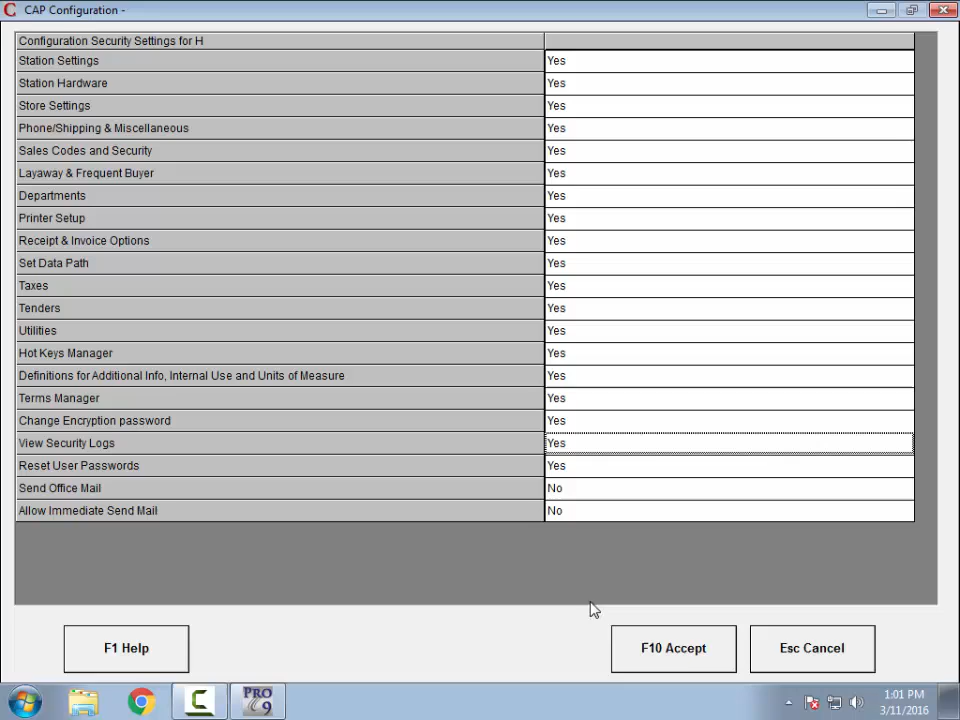 CAP Configuration -
Configuration Security Settings for H
Station Settings Yes
Station Hardware Yes
Store Settings Yes
Phone/Shipping & Miscellaneous Yes
Sales Codes and Security Yes
Layaway & Frequent Buyer Yes
Departments Yes
Printer Setup Yes
Receipt & Invoice Options Yes
Set Data Path Yes
Taxes Yes
Tenders Yes
Utilities Yes
Hot Keys Manager Yes
Definitions for Additional Info, Internal Use and Units of Measure Yes
Terms Manager Yes
Change Encryption password Yes
View Security Logs Yes
Reset User Passwords Yes
Send Office Mail No
Allow Immediate Send Mail No
F1 Help F10 Accept Esc Cancel
PRO
9
1:01 PM
3/11/2016